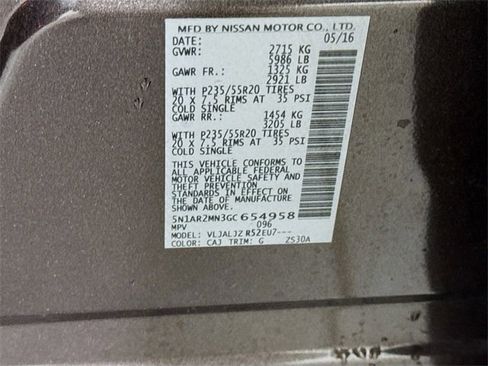 MFD BY NISSAN MOTOR CO., LTD.
DATE: 05/16
GVWR: 2715 KG
5986 LB
GAWR FR.: 1325 KG
2921 LB
WITH P235/55R20 TIRES
20 X 7.5 RIMS AT 35 PSI
COLD SINGLE
GAWR RR.: 1454 KG
3205 LB
WITH P235/55R20 TIRES
20 X 7.5 RIMS AT 35 PSI
COLD SINGLE
THIS VEHICLE CONFORMS TO
ALL APPLICABLE FEDERAL
MOTOR VEHICLE SAFETY AND THEFT
PREVENTION STANDARDS IN EFFECT
ON THE DATE OF MANUFACTURE
SHOWN ABOVE.
5N1AR2MN3GC654958
MPV 096
MODEL: VLJALJZ R52EU7---
COLOR: CAJ TRIM: G ZS30A